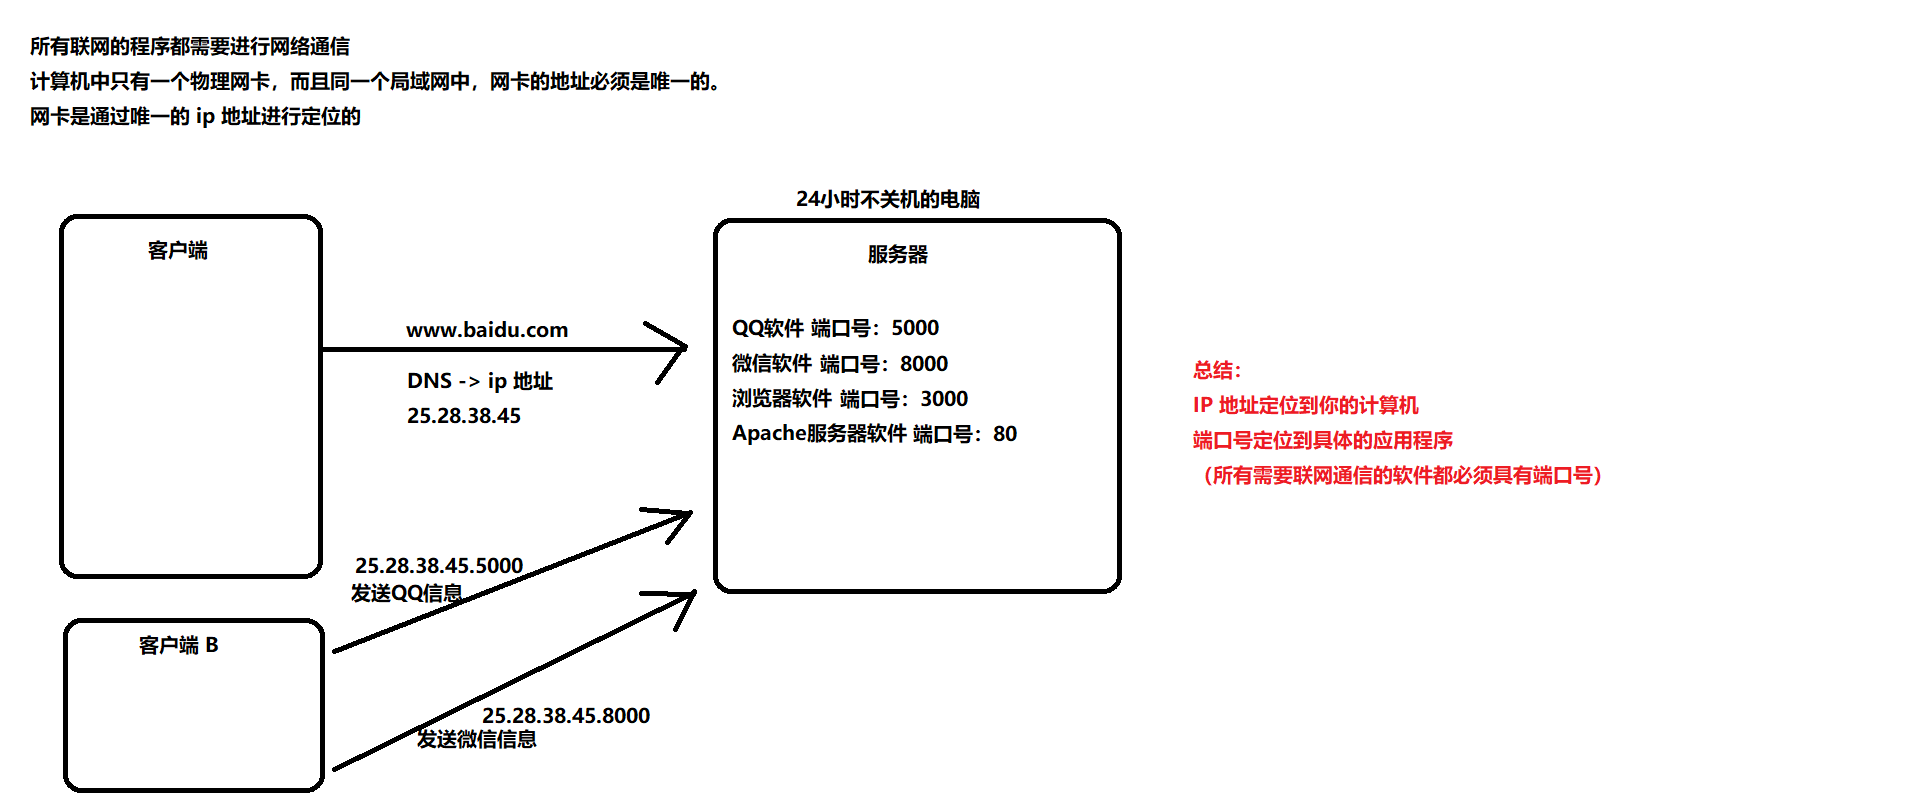 所有联网的程序都需要进行网络通信
计算机中只有一个物理网卡，而且同一个局域网中，网卡的地址必须是唯一的。
网卡是通过唯一的 ip 地址进行定位的
24小时不关机的电脑
客户端
服务器
www.baidu.com
DNS -> ip 地址
25.28.38.45
QQ软件 端口号：5000
微信软件 端口号：8000
浏览器软件 端口号：3000
Apache服务器软件 端口号：80
总结：
IP 地址定位到你的计算机
端口号定位到具体的应用程序
（所有需要联网通信的软件都必须具有端口号）
25.28.38.45.5000
发送QQ信息
客户端 B
25.28.38.45.8000
发送微信信息